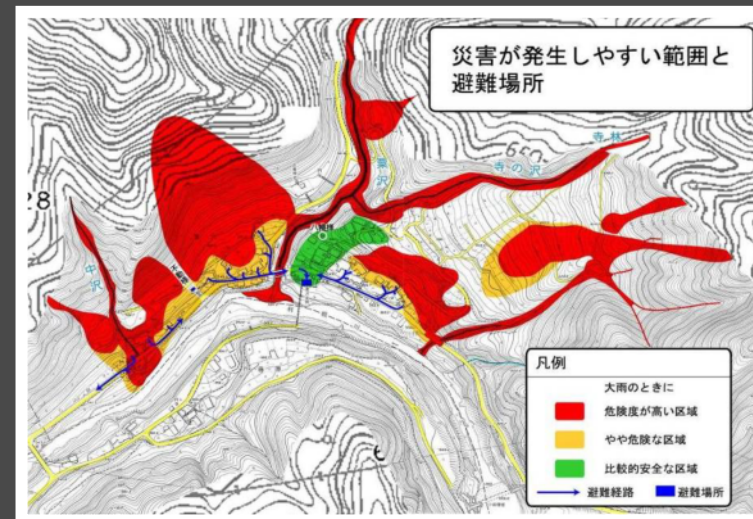 災害が発生しやすい範囲と
避難場所
寺林
650
寺の沢
28
中沢
凡例
大雨のときに
危険度が高い区域
やや危険な区域
比較的安全な区域
避難経路
避難場所